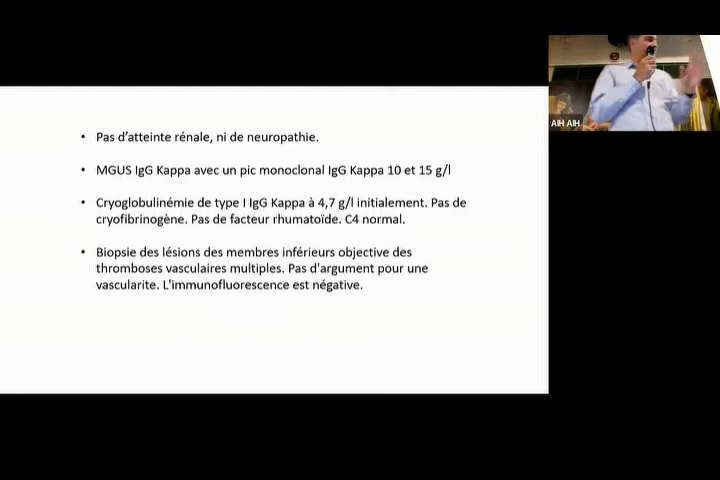 • Pas d’atteinte rénale, ni de neuropathie.
• MGUS IgG Kappa avec un pic monoclonal IgG Kappa 10 et 15 g/l
• Cryoglobulinémie de type I IgG Kappa à 4,7 g/l initialement. Pas de
cryofibrinogène. Pas de facteur rhumatoïde. C4 normal.
• Biopsie des lésions des membres inférieurs objective des
thromboses vasculaires multiples. Pas d'argument pour une
vascularite. L'immunofluorescence est négative.
AIH AIH